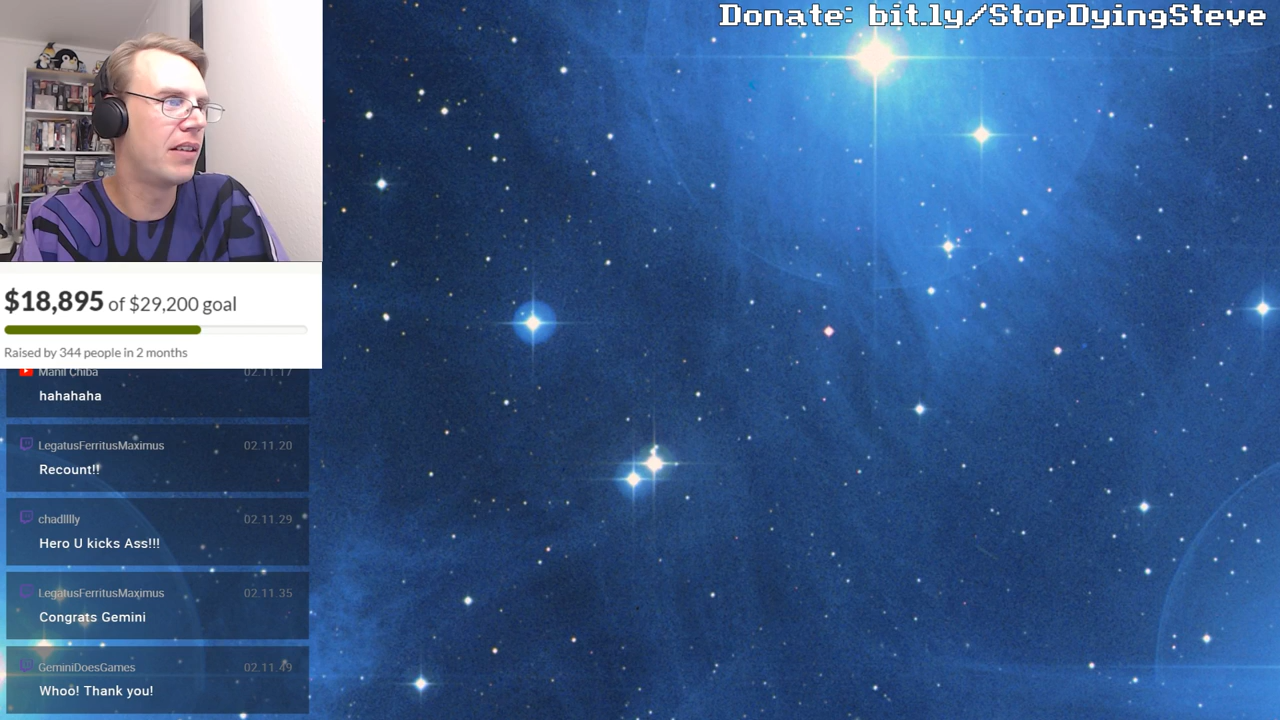 Donate: bit.ly/StopDyingSteve
$18,895 of $29,200 goal
Raised by 344 people in 2 months
Manil Chiba 02.11.17
hahahaha
LegatusFerritusMaximus 02.11.20
Recount!!
chadlllly 02.11.29
Hero U kicks Ass!!!
LegatusFerritusMaximus 02.11.35
Congrats Gemini
GeminiDoesGames 02.11.49
Whoo! Thank you!